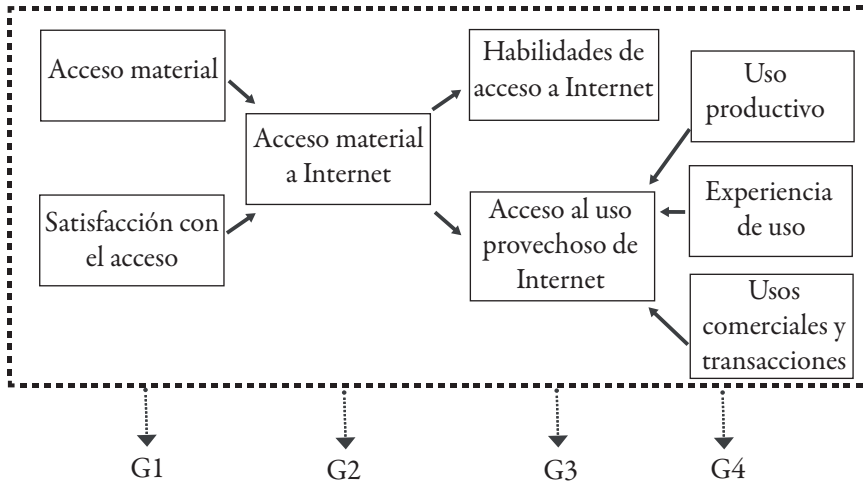 Acceso material
Satisfacción con
el acceso
Acceso material
a Internet
Habilidades de
acceso a Internet
Acceso al uso
provechoso de
Internet
Uso
productivo
Experiencia
de uso
Usos
comerciales y
transacciones
G1
G2
G3
G4